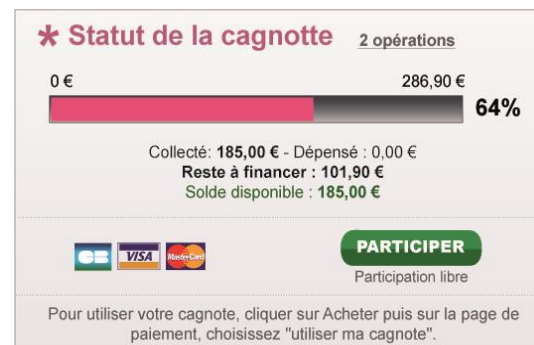 * Statut de la cagnotte 2 opérations
0 € 286,90 €
64%
Collecté: 185,00 € - Dépensé : 0,00 €
Reste à financer : 101,90 €
Solde disponible : 185,00 €
CB VISA MasterCard PARTICIPER
Participation libre
Pour utiliser votre cagnote, cliquer sur Acheter puis sur la page de
paiement, choisissez "utiliser ma cagnote".